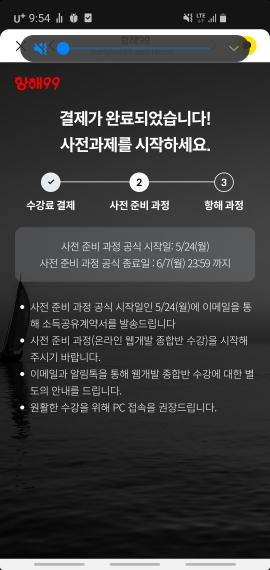 U+ 9:54
LTE
항해99
항해99
결제가 완료되었습니다!
사전과제를 시작하세요.
2
3
수강료 결제
사전 준비 과정
항해 과정
사전 준비 과정 공식 시작일: 5/24(월)
사전 준비 과정 공식 종료일 : 6/7(월) 23:59 까지
사전 준비 과정 공식 시작일인 5/24(월)에 이메일을 통
해 소득공유계약서를 발송드립니다
사전 준비 과정(온라인 웹개발 종합반 수강)을 시작해
주시기 바랍니다.
이메일과 알림톡을 통해 웹개발 종합반 수강에 대한 별
도의 안내를 드립니다.
원활한 수강을 위해 PC 접속을 권장드립니다.